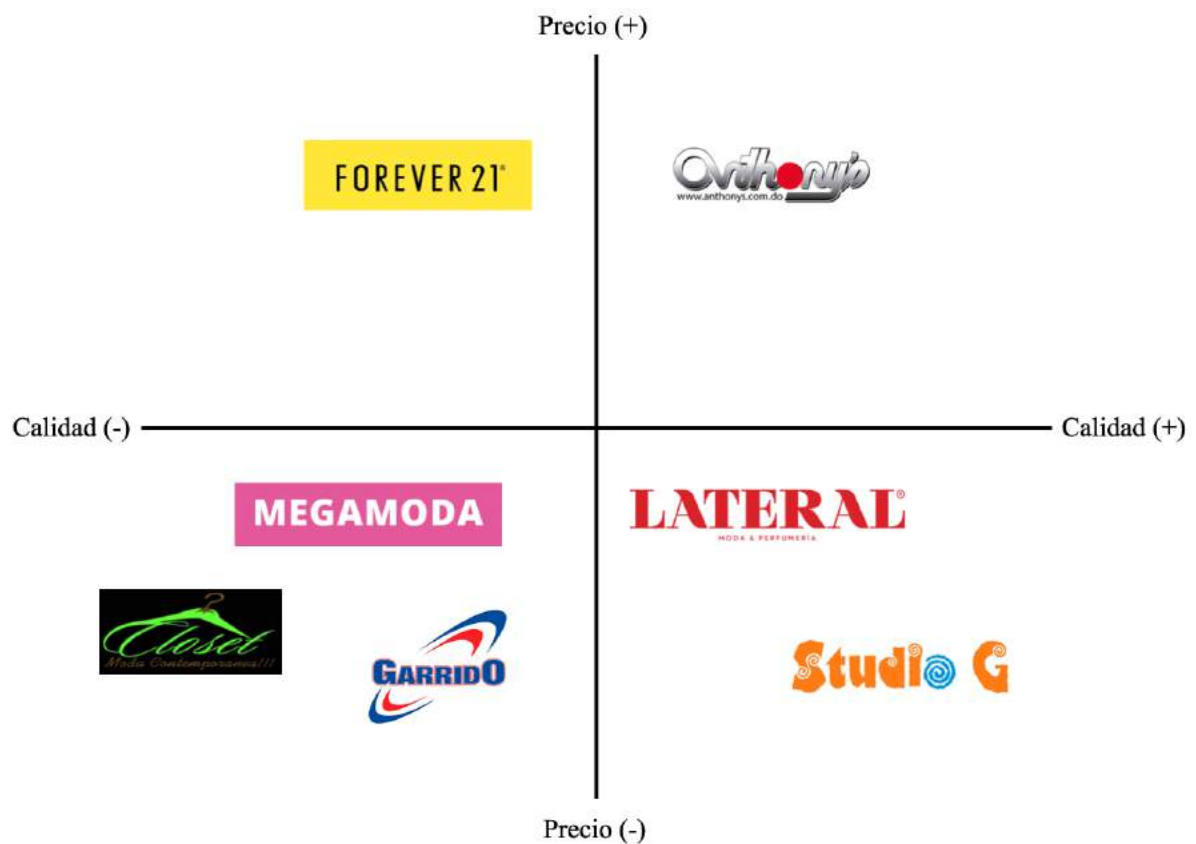 Precio (+)
FOREVER 21®
Anthony's
www.anthonys.com.do
Calidad (-)
Calidad (+)
MEGAMODA
LATERAL®
MODA & PERFUMERÍA
Closet
Moda Contemporanea!!!
GARRIDO
Studio G
Precio (-)